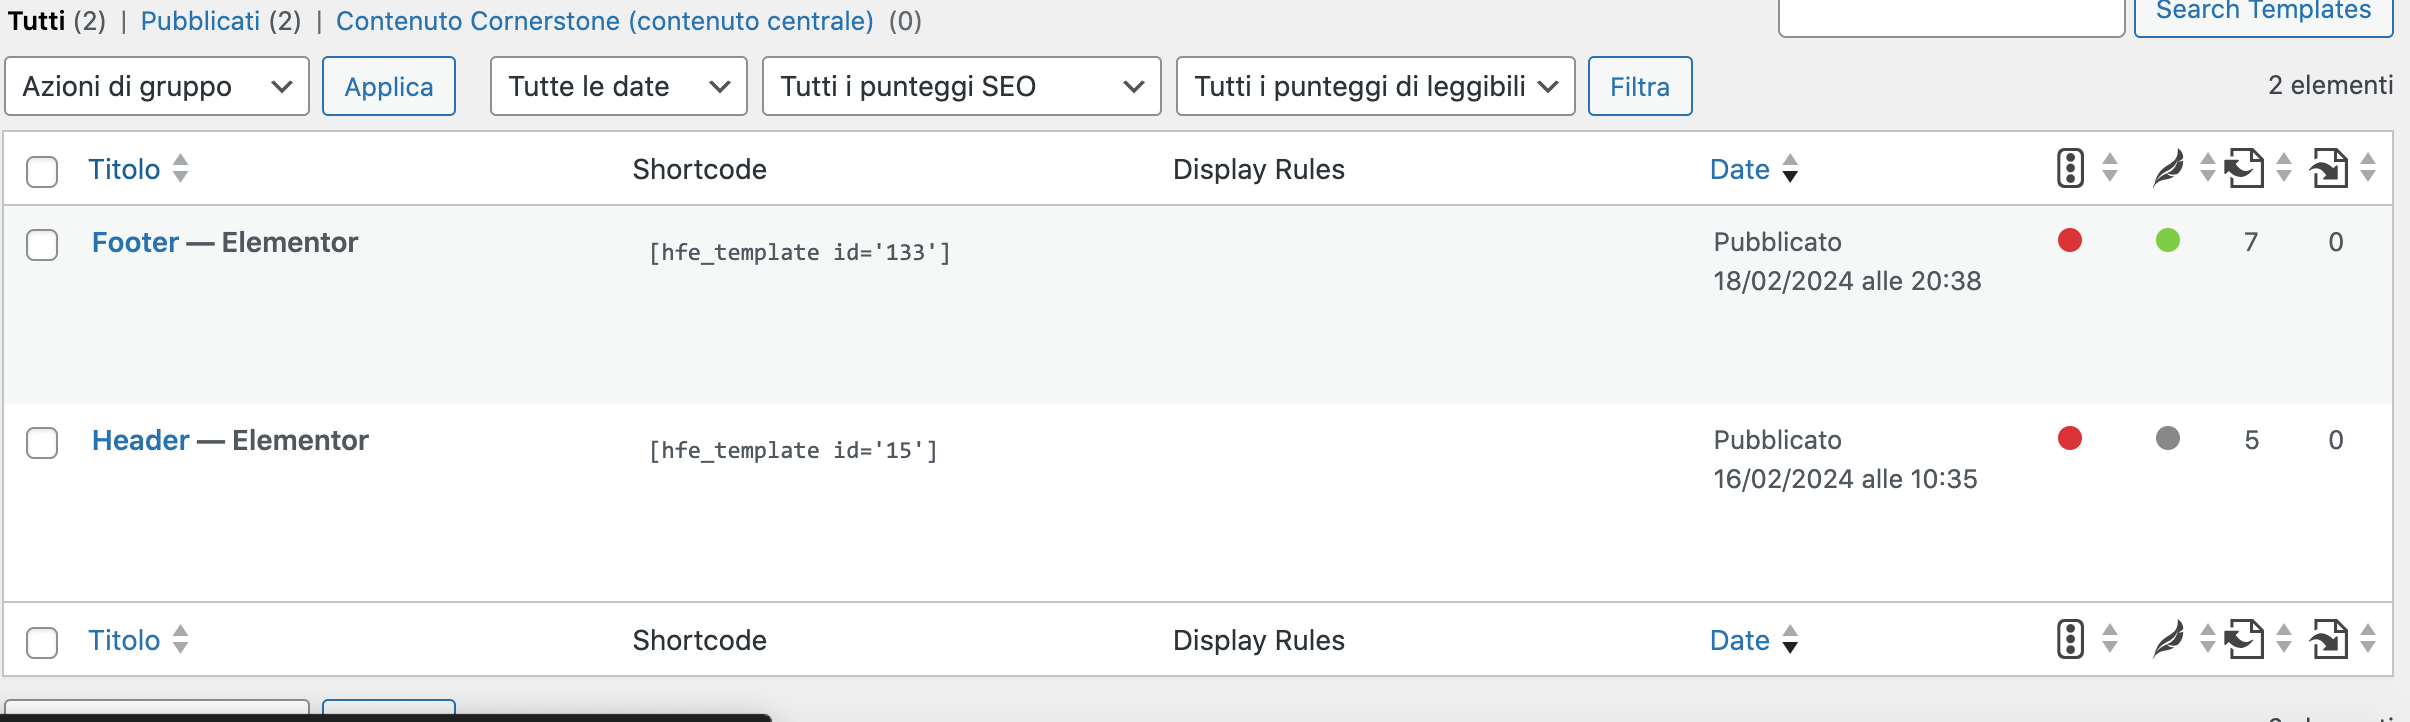 Tutti (2) | Pubblicati (2) | Contenuto Cornerstone (contenuto centrale) (0)
Search Templates
Azioni di gruppo Applica Tutte le date Tutti i punteggi SEO Tutti i punteggi di leggibili Filtra 2 elementi
Titolo Shortcode Display Rules Date
Footer — Elementor [hfe_template id='133'] Pubblicato 7 0
18/02/2024 alle 20:38
Header — Elementor [hfe_template id='15'] Pubblicato 5 0
16/02/2024 alle 10:35
Titolo Shortcode Display Rules Date